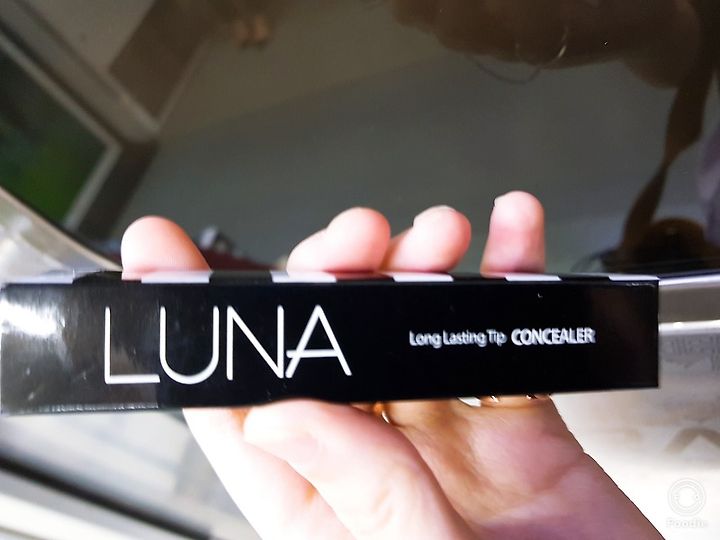 LUNA
Long Lasting Tip CONCEALER
Foodie